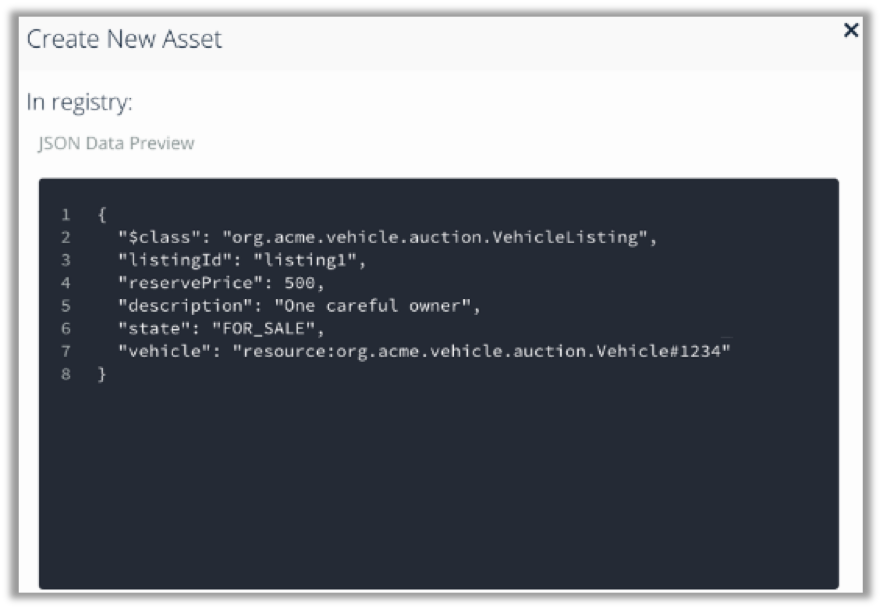 Create New Asset
In registry:
JSON Data Preview
1 {
2 "$class": "org.acme.vehicle.auction.VehicleListing",
3 "listingId": "listing1",
4 "reservePrice": 500,
5 "description": "One careful owner",
6 "state": "FOR_SALE",
7 "vehicle": "resource:org.acme.vehicle.auction.Vehicle#1234"
8 }